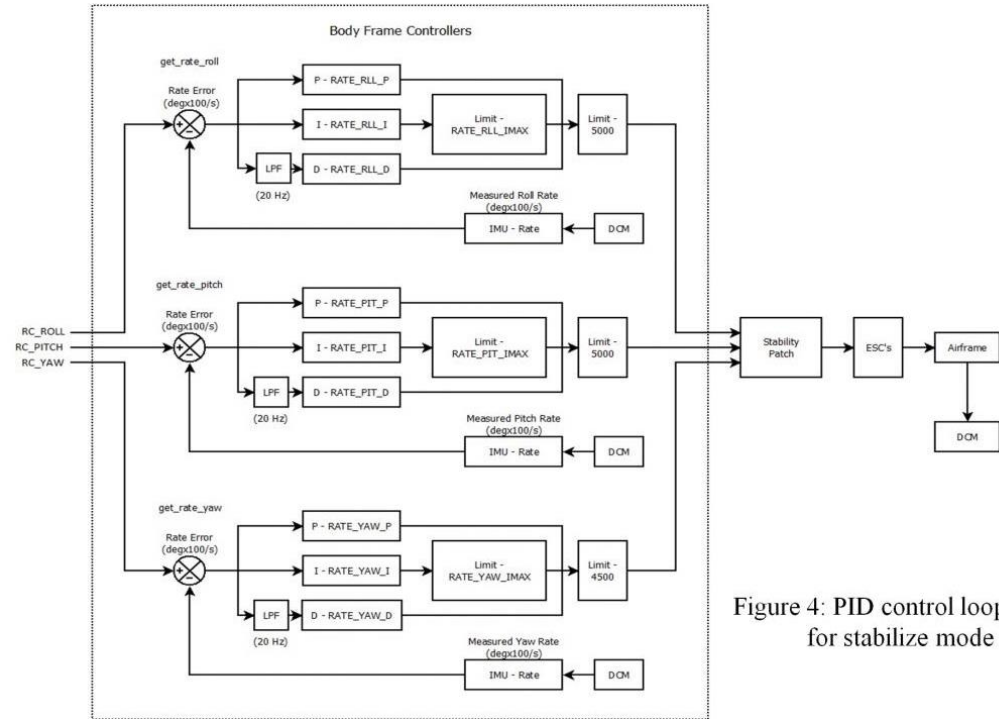 Body Frame Controllers
get_rate_roll
Rate Error
(degx100/s)
P - RATE_RLL_P
I - RATE_RLL_I
Limit -
RATE_RLL_IMAX
Limit -
5000
LPF
D - RATE_RLL_D
(20 Hz)
Measured Roll Rate
(degx100/s)
IMU - Rate
DCM
get_rate_pitch
Rate Error
(degx100/s)
P - RATE_PIT_P
I - RATE_PIT_I
Limit -
RATE_PIT_IMAX
Limit -
5000
LPF
D - RATE_PIT_D
(20 Hz)
Measured Pitch Rate
(degx100/s)
IMU - Rate
DCM
RC_ROLL
RC_PITCH
RC_YAW
Stability
Patch
ESC's
Airframe
DCM
get_rate_yaw
Rate Error
(degx100/s)
P - RATE_YAW_P
I - RATE_YAW_I
Limit -
RATE_YAW_IMAX
Limit -
4500
LPF
D - RATE_YAW_D
(20 Hz)
Measured Yaw Rate
(degx100/s)
IMU - Rate
DCM
Figure 4: PID control loop
for stabilize mode